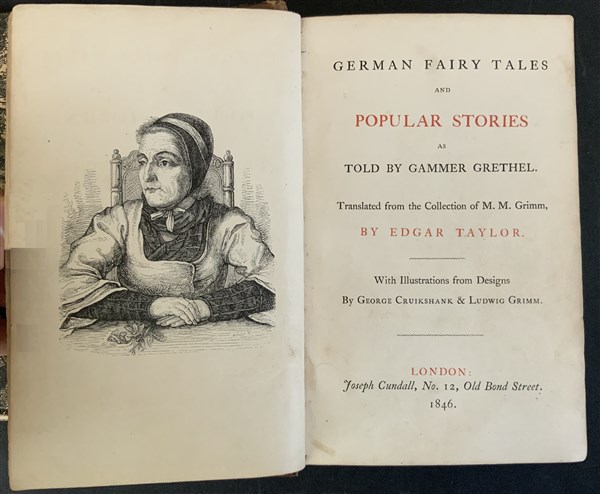 GERMAN FAIRY TALES
AND
POPULAR STORIES
AS
TOLD BY GAMMER GRETHEL.
Translated from the Collection of M. M. Grimm,
BY EDGAR TAYLOR.
With Illustrations from Designs
By George Cruikshank & Ludwig Grimm.
LONDON:
Joseph Cundall, No. 12, Old Bond Street.
1846.